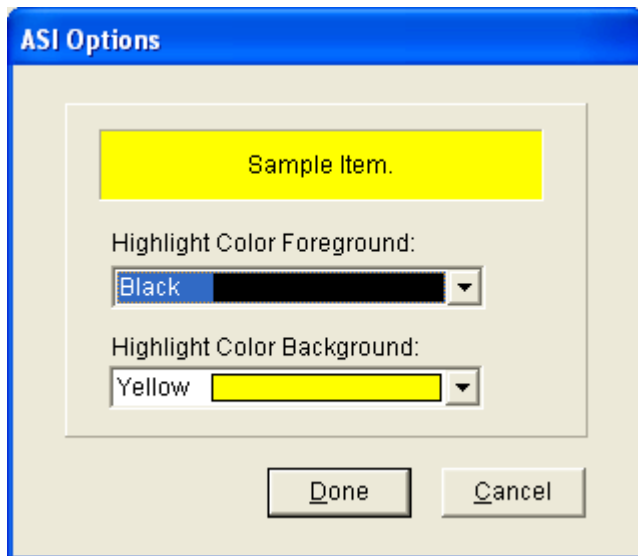 ASI Options
Sample Item.
Highlight Color Foreground:
Black
Highlight Color Background:
Yellow
Done Cancel